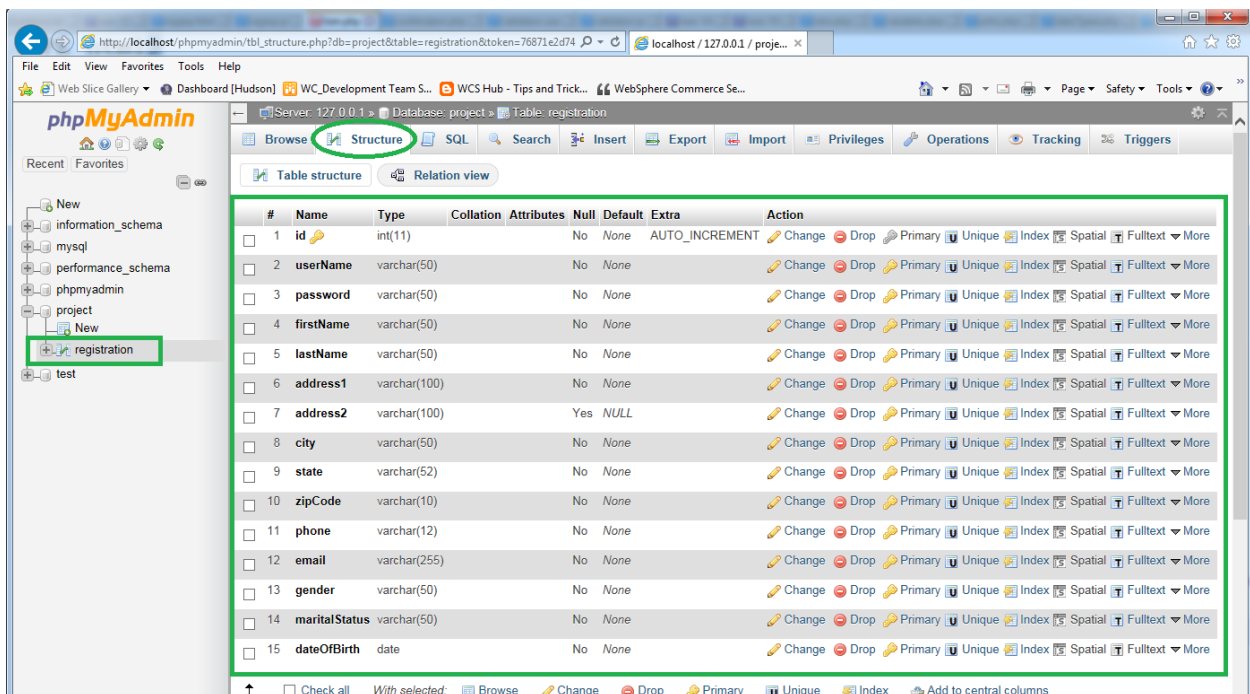 http://localhost/phpmyadmin/tbl_structure.php?db=project&table=registration&token=76871e2d74 localhost / 127.0.0.1 / proje...
File Edit View Favorites Tools Help
Web Slice Gallery Dashboard [Hudson] WC_Development Team S... WCS Hub - Tips and Trick... WebSphere Commerce Se... Page Safety Tools
phpMyAdmin
Recent Favorites
New
information_schema
mysql
performance_schema
phpmyadmin
project
New
registration
test
Server: 127.0.0.1 » Database: project » Table: registration
Browse Structure SQL Search Insert Export Import Privileges Operations Tracking Triggers
Table structure Relation view
# Name Type Collation Attributes Null Default Extra Action
1 id int(11) No None AUTO_INCREMENT Change Drop Primary Unique Index Spatial Fulltext More
2 userName varchar(50) No None Change Drop Primary Unique Index Spatial Fulltext More
3 password varchar(50) No None Change Drop Primary Unique Index Spatial Fulltext More
4 firstName varchar(50) No None Change Drop Primary Unique Index Spatial Fulltext More
5 lastName varchar(50) No None Change Drop Primary Unique Index Spatial Fulltext More
6 address1 varchar(100) No None Change Drop Primary Unique Index Spatial Fulltext More
7 address2 varchar(100) Yes NULL Change Drop Primary Unique Index Spatial Fulltext More
8 city varchar(50) No None Change Drop Primary Unique Index Spatial Fulltext More
9 state varchar(52) No None Change Drop Primary Unique Index Spatial Fulltext More
10 zipCode varchar(10) No None Change Drop Primary Unique Index Spatial Fulltext More
11 phone varchar(12) No None Change Drop Primary Unique Index Spatial Fulltext More
12 email varchar(255) No None Change Drop Primary Unique Index Spatial Fulltext More
13 gender varchar(50) No None Change Drop Primary Unique Index Spatial Fulltext More
14 maritalStatus varchar(50) No None Change Drop Primary Unique Index Spatial Fulltext More
15 dateOfBirth date No None Change Drop Primary Unique Index Spatial Fulltext More
Check all With selected: Browse Change Drop Primary Unique Index Add to central columns